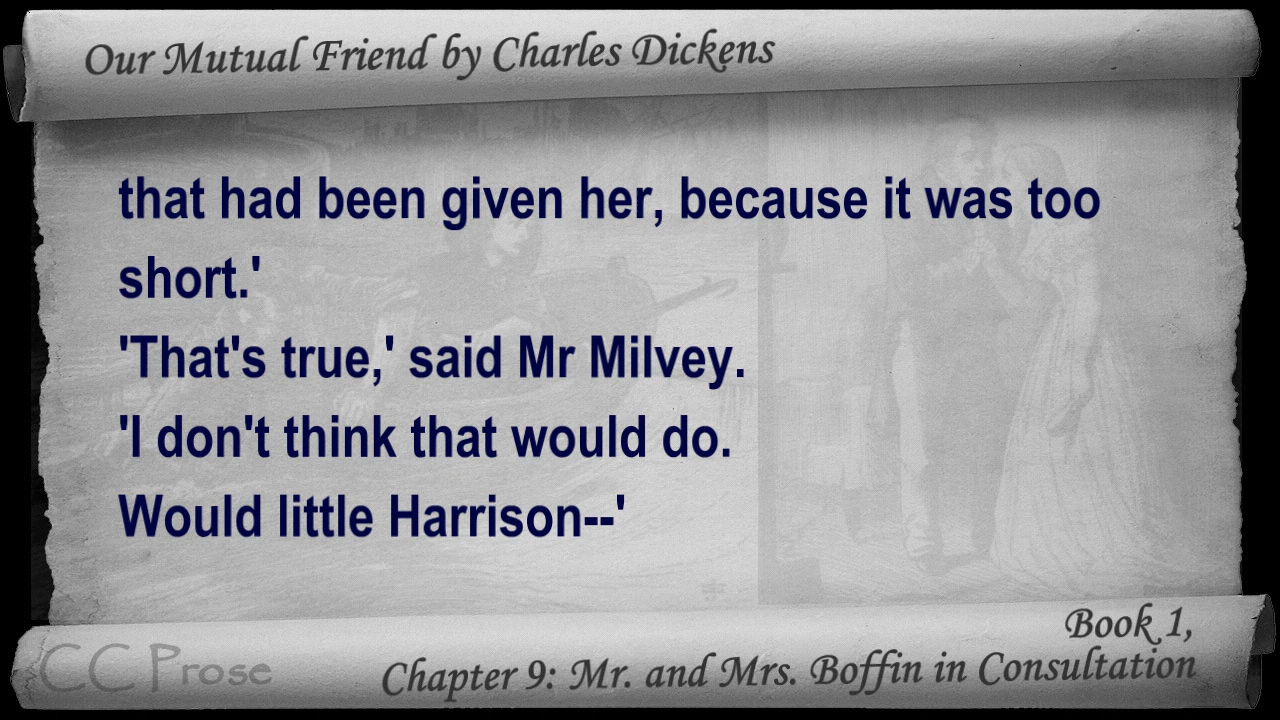 Our Mutual Friend by Charles Dickens
that had been given her, because it was too
short.'
'That's true,' said Mr Milvey.
'I don't think that would do.
Would little Harrison--'
Book 1,
CC Prose
Chapter 9: Mr. and Mrs. Boffin in Consultation